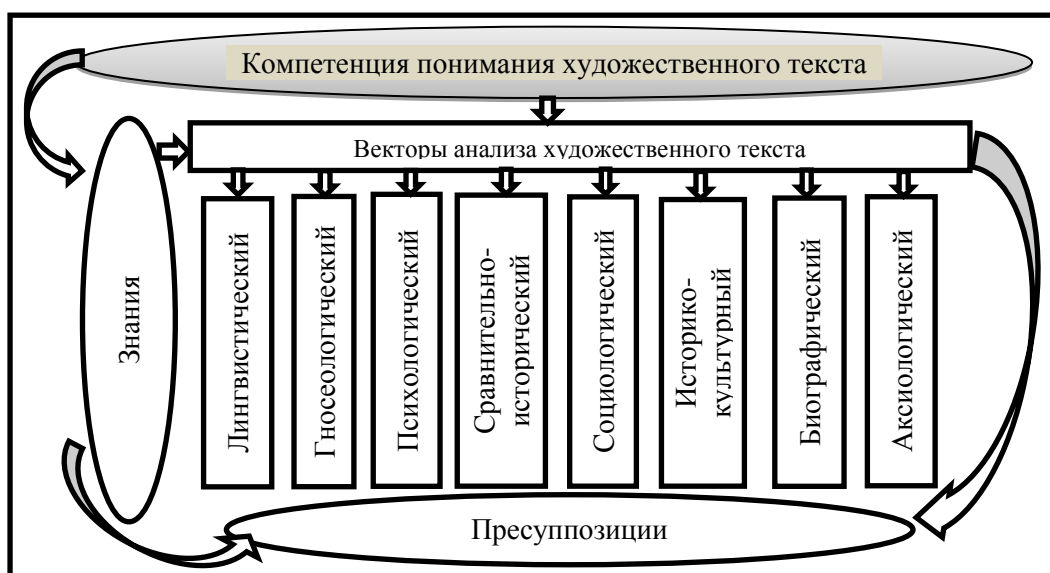 Компетенция понимания художественного текста
Векторы анализа художественного текста
Знания
Лингвистический
Гносеологический
Психологический
Сравнительно-
исторический
Социологический
Историко-
культурный
Биографический
Аксиологический
Пресуппозиции